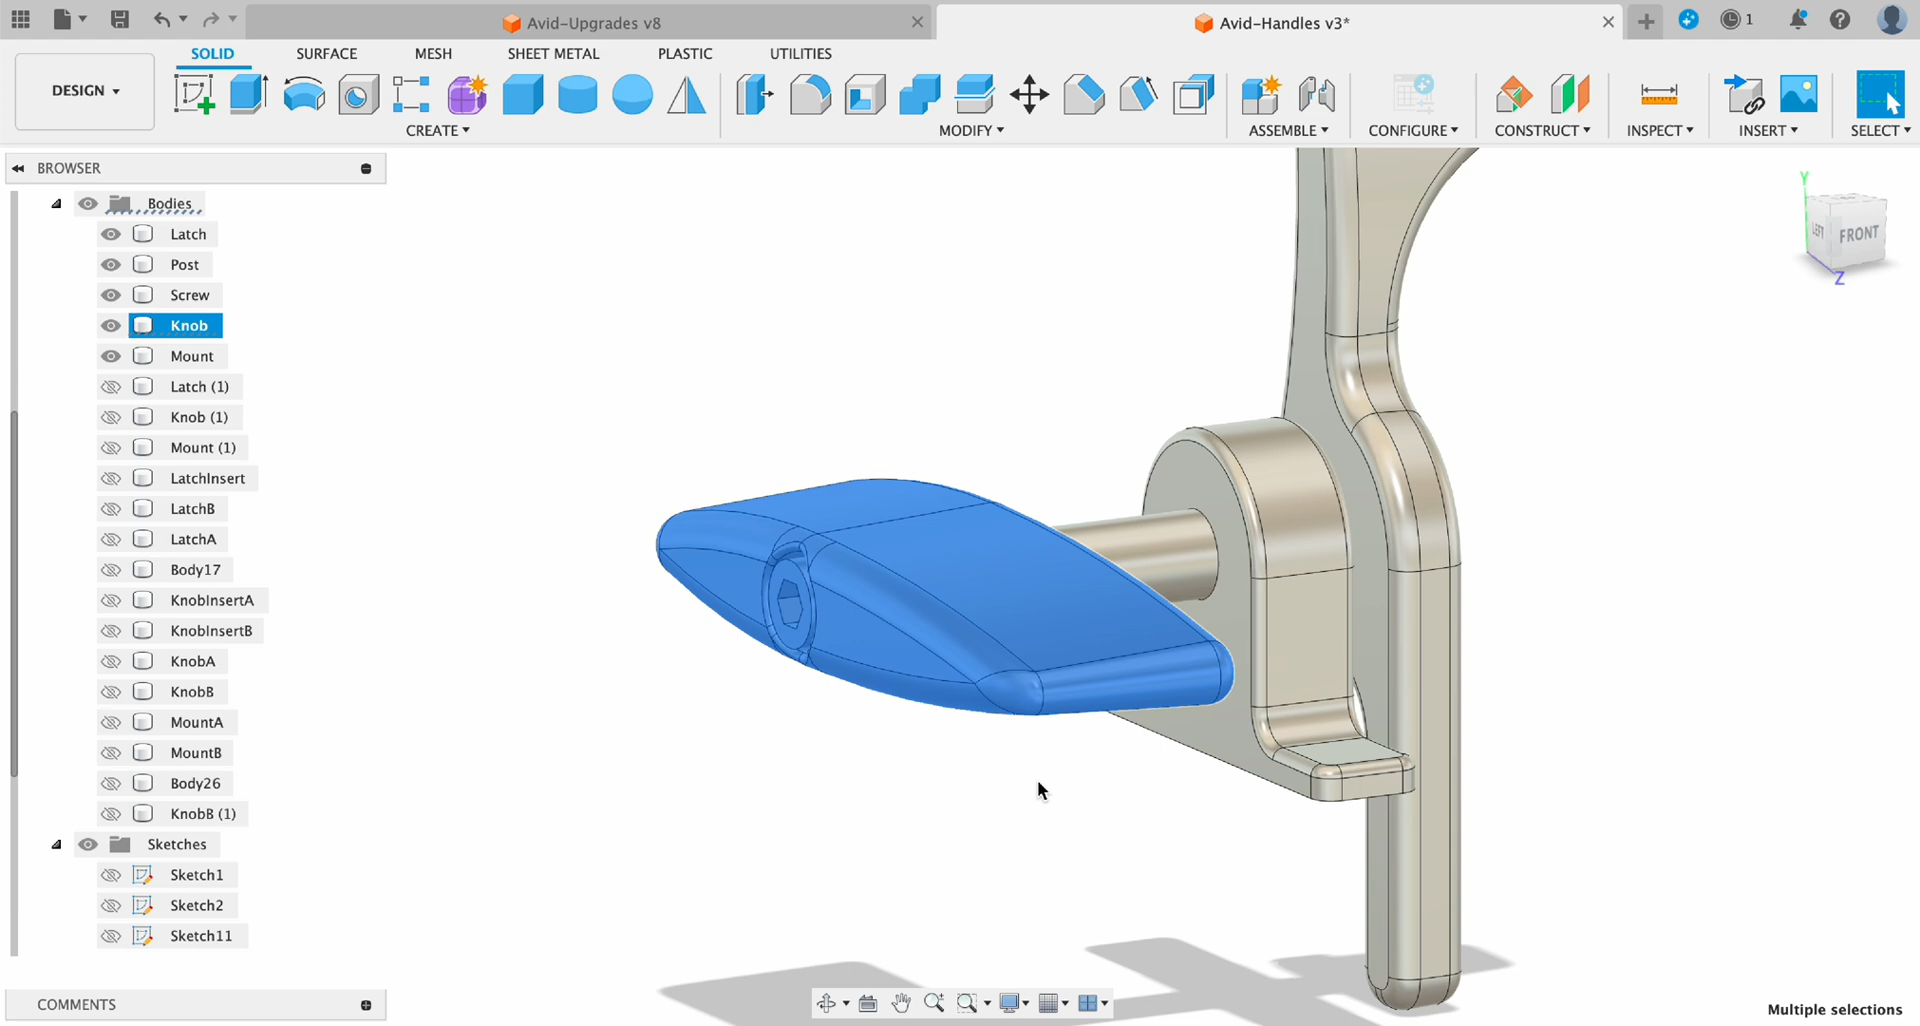 Avid-Upgrades v8
Avid-Handles v3*
1
DESIGN
SOLID
SURFACE
MESH
SHEET METAL
PLASTIC
UTILITIES
CREATE
MODIFY
ASSEMBLE
CONFIGURE
CONSTRUCT
INSPECT
INSERT
SELECT
BROWSER
Bodies
Latch
Post
Screw
Knob
Mount
Latch (1)
Knob (1)
Mount (1)
LatchInsert
LatchB
LatchA
Body17
KnobInsertA
KnobInsertB
KnobA
KnobB
MountA
MountB
Body26
KnobB (1)
Sketches
Sketch1
Sketch2
Sketch11
Y
LEFT
FRONT
Z
COMMENTS
Multiple selections